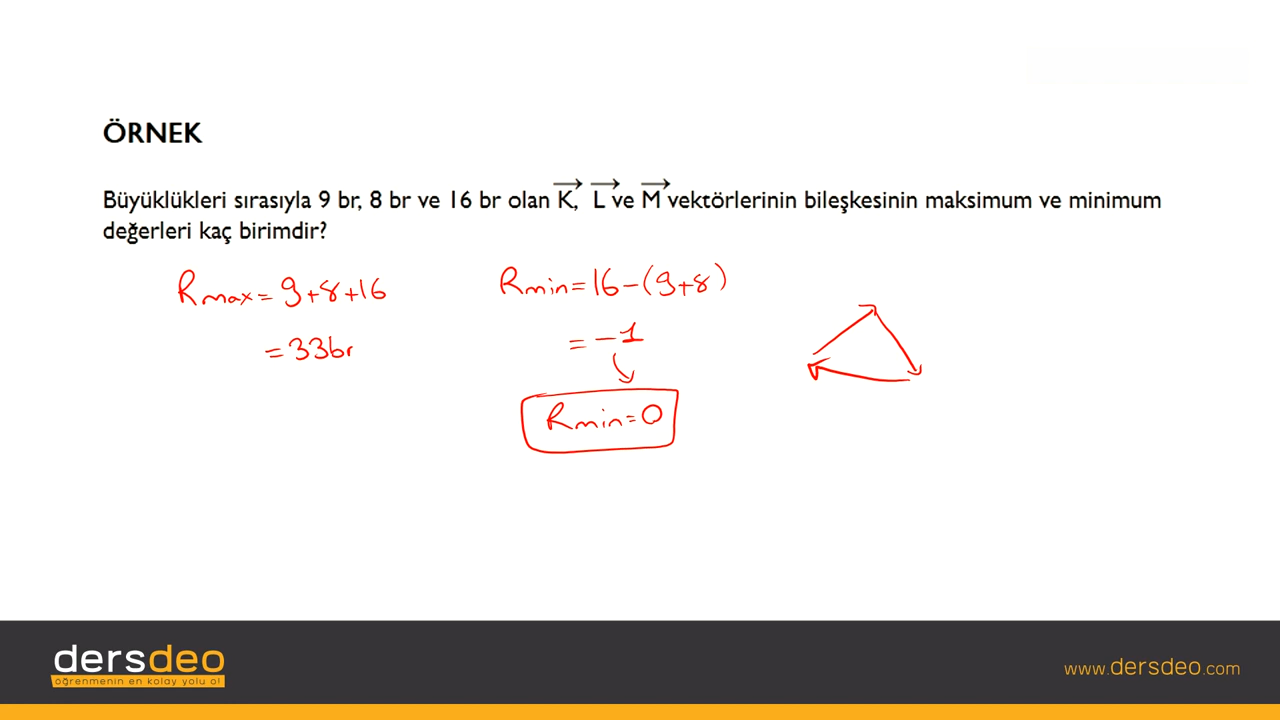 ÖRNEK
Büyüklükleri sırasıyla 9 br, 8 br ve 16 br olan K, L ve M vektörlerinin bileşkesinin maksimum ve minimum
değerleri kaç birimdir?
Rmax = 9+8+16
= 33br
Rmin = 16-(9+8)
= -1
Rmin = 0
dersdeo
öğrenmenin en kolay yolu o!
www.dersdeo.com